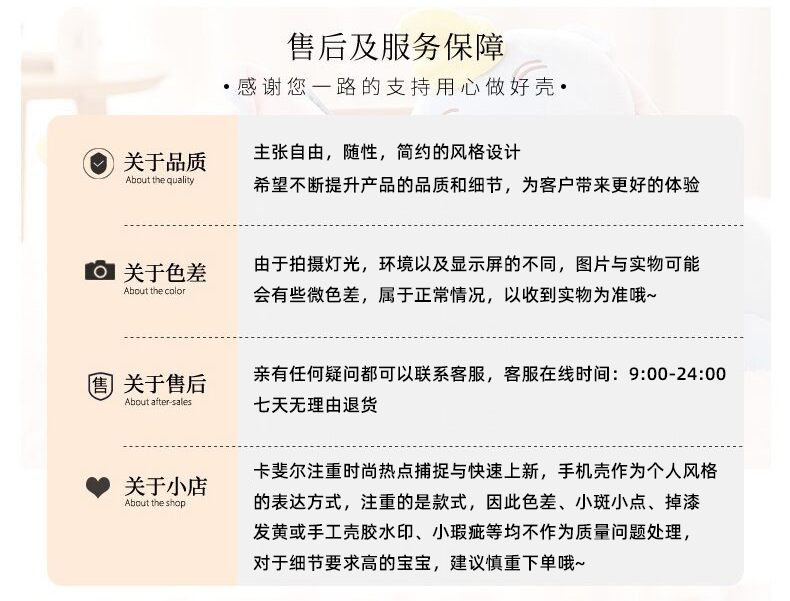 售后及服务保障
•感谢您一路的支持用心做好壳•
关于品质
About the quality
主张自由，随性，简约的风格设计
希望不断提升产品的品质和细节，为客户带来更好的体验
关于色差
About the color
由于拍摄灯光，环境以及显示屏的不同，图片与实物可能
会有些微色差，属于正常情况，以收到实物为准哦~
售
关于售后
About after-sales
亲有任何疑问都可以联系客服，客服在线时间：9:00-24:00
七天无理由退货
关于小店
About the shop
卡斐尔注重时尚热点捕捉与快速上新，手机壳作为个人风格
的表达方式，注重的是款式，因此色差、小斑小点、掉漆
发黄或手工壳胶水印、小瑕疵等均不作为质量问题处理，
对于细节要求高的宝宝，建议慎重下单哦~